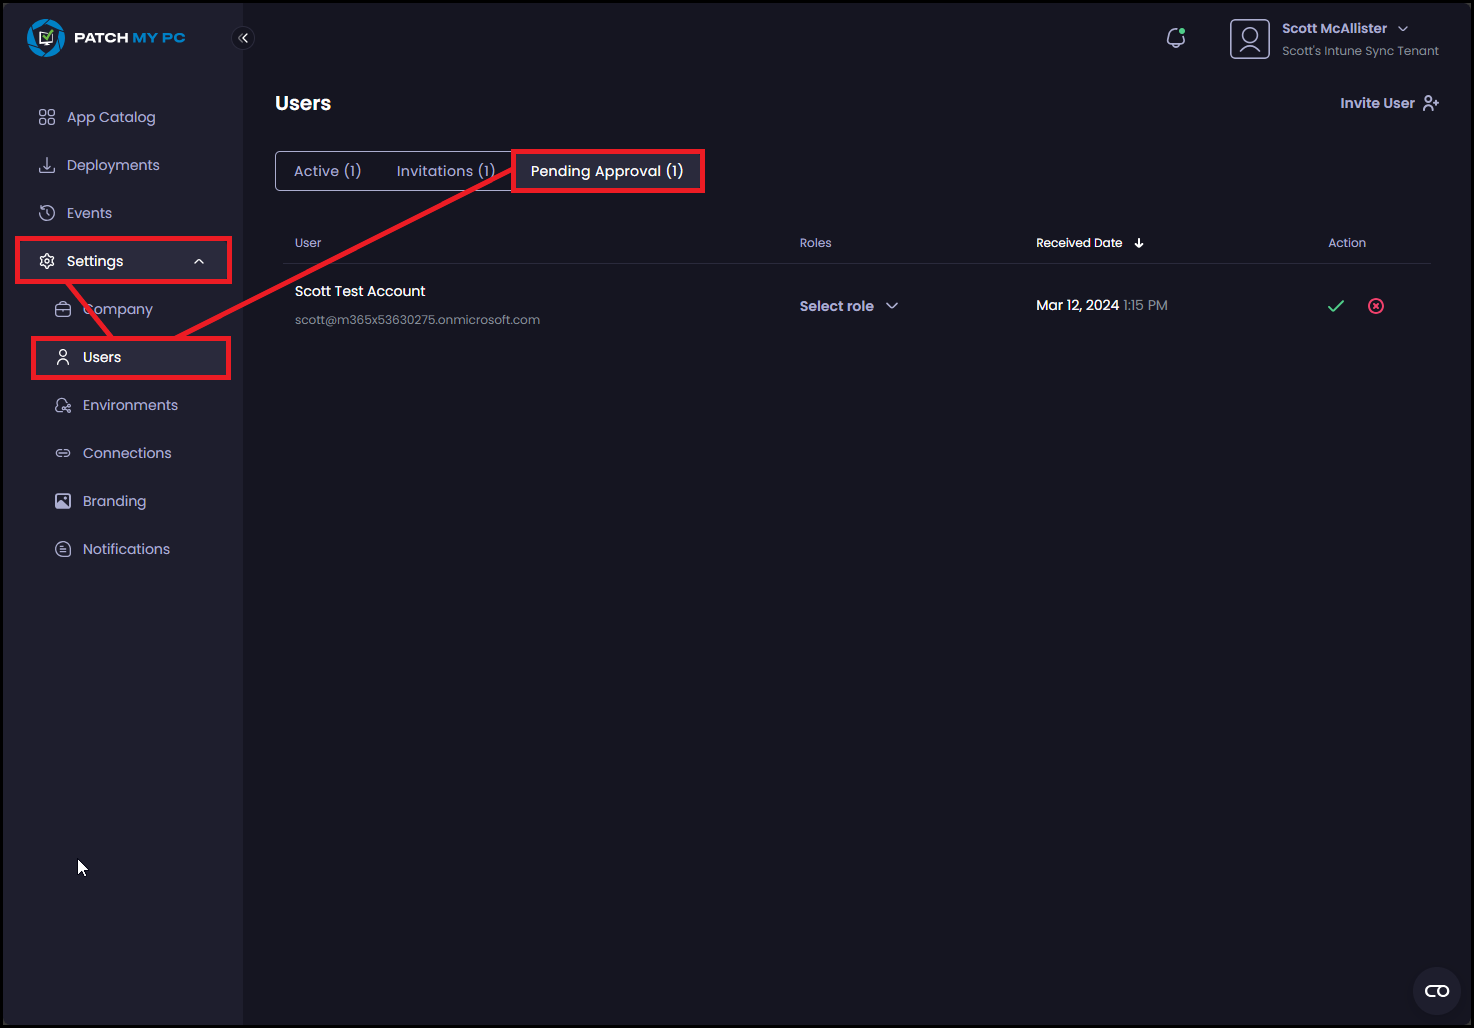 PATCH MY PC
Scott McAllister
Scott's Intune Sync Tenant
App Catalog
Deployments
Events
Settings
Company
Users
Environments
Connections
Branding
Notifications
Users
Invite User
Active (1)
Invitations (1)
Pending Approval (1)
User
Roles
Received Date
Action
Scott Test Account
scott@m365x53630275.onmicrosoft.com
Select role
Mar 12, 2024 1:15 PM